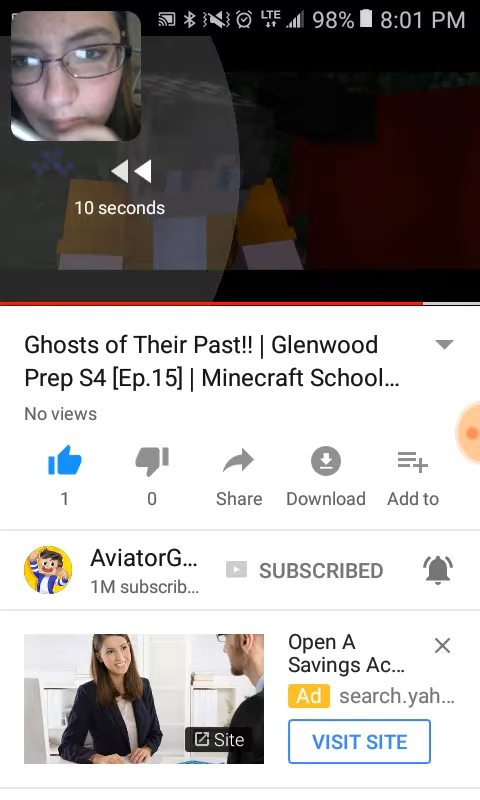 LTE 98% 8:01 PM
10 seconds
Ghosts of Their Past!! | Glenwood
Prep S4 [Ep.15] | Minecraft School...
No views
1 0 Share Download Add to
AviatorG... SUBSCRIBED
1M subscrib...
Open A
Savings Ac...
Ad search.yah...
Site
VISIT SITE